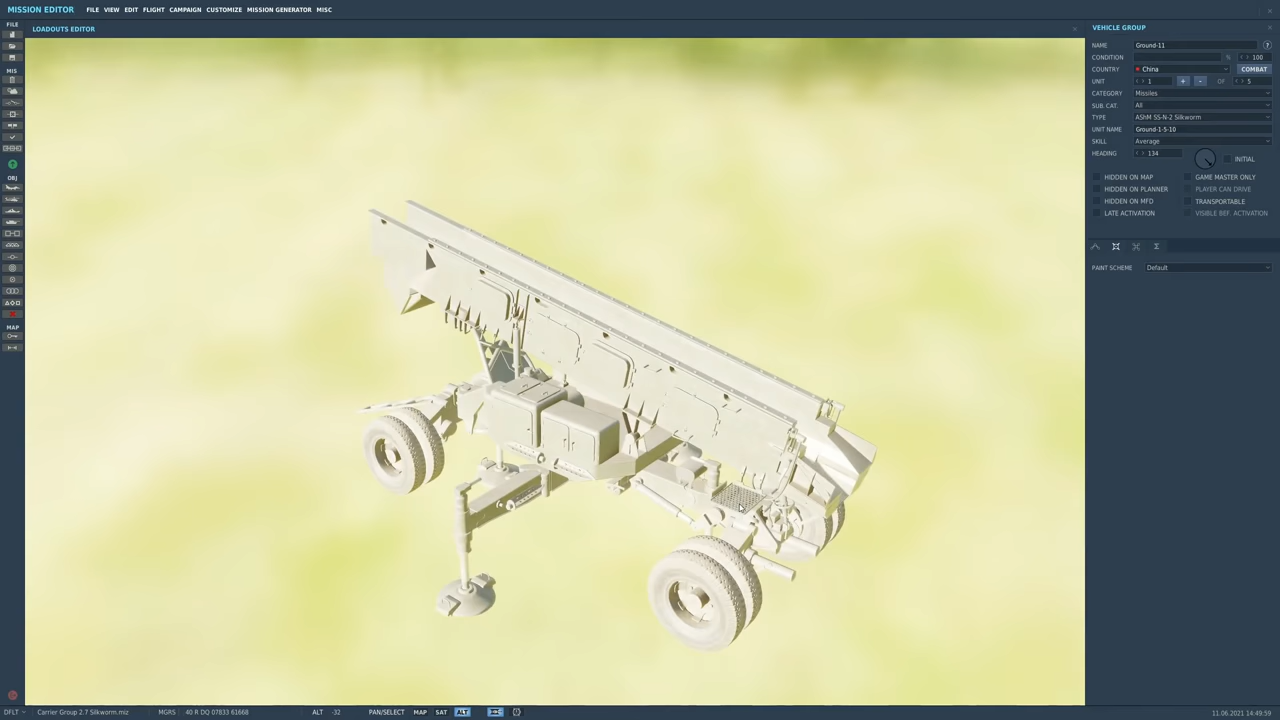 MISSION EDITOR FILE VIEW EDIT FLIGHT CAMPAIGN CUSTOMIZE MISSION GENERATOR MISC
FILE
LOADOUTS EDITOR
MIS
OBJ
MAP
VEHICLE GROUP
NAME Ground-11 ?
CONDITION % 100
COUNTRY China COMBAT
UNIT 1 + - OF 5
CATEGORY Missiles
SUB. CAT. All
TYPE AShM SS-N-2 Silkworm
UNIT NAME Ground-1-5-10
SKILL Average
HEADING 134 INITIAL
HIDDEN ON MAP GAME MASTER ONLY
HIDDEN ON PLANNER PLAYER CAN DRIVE
HIDDEN ON MFD TRANSPORTABLE
LATE ACTIVATION VISIBLE BEF. ACTIVATION
PAINT SCHEME Default
DFLT Carrier Group 2.7 Silkworm.miz MGRS 40 R DQ 07833 61668 ALT -32 PAN/SELECT MAP SAT ALT 11.06.2021 14:49:59